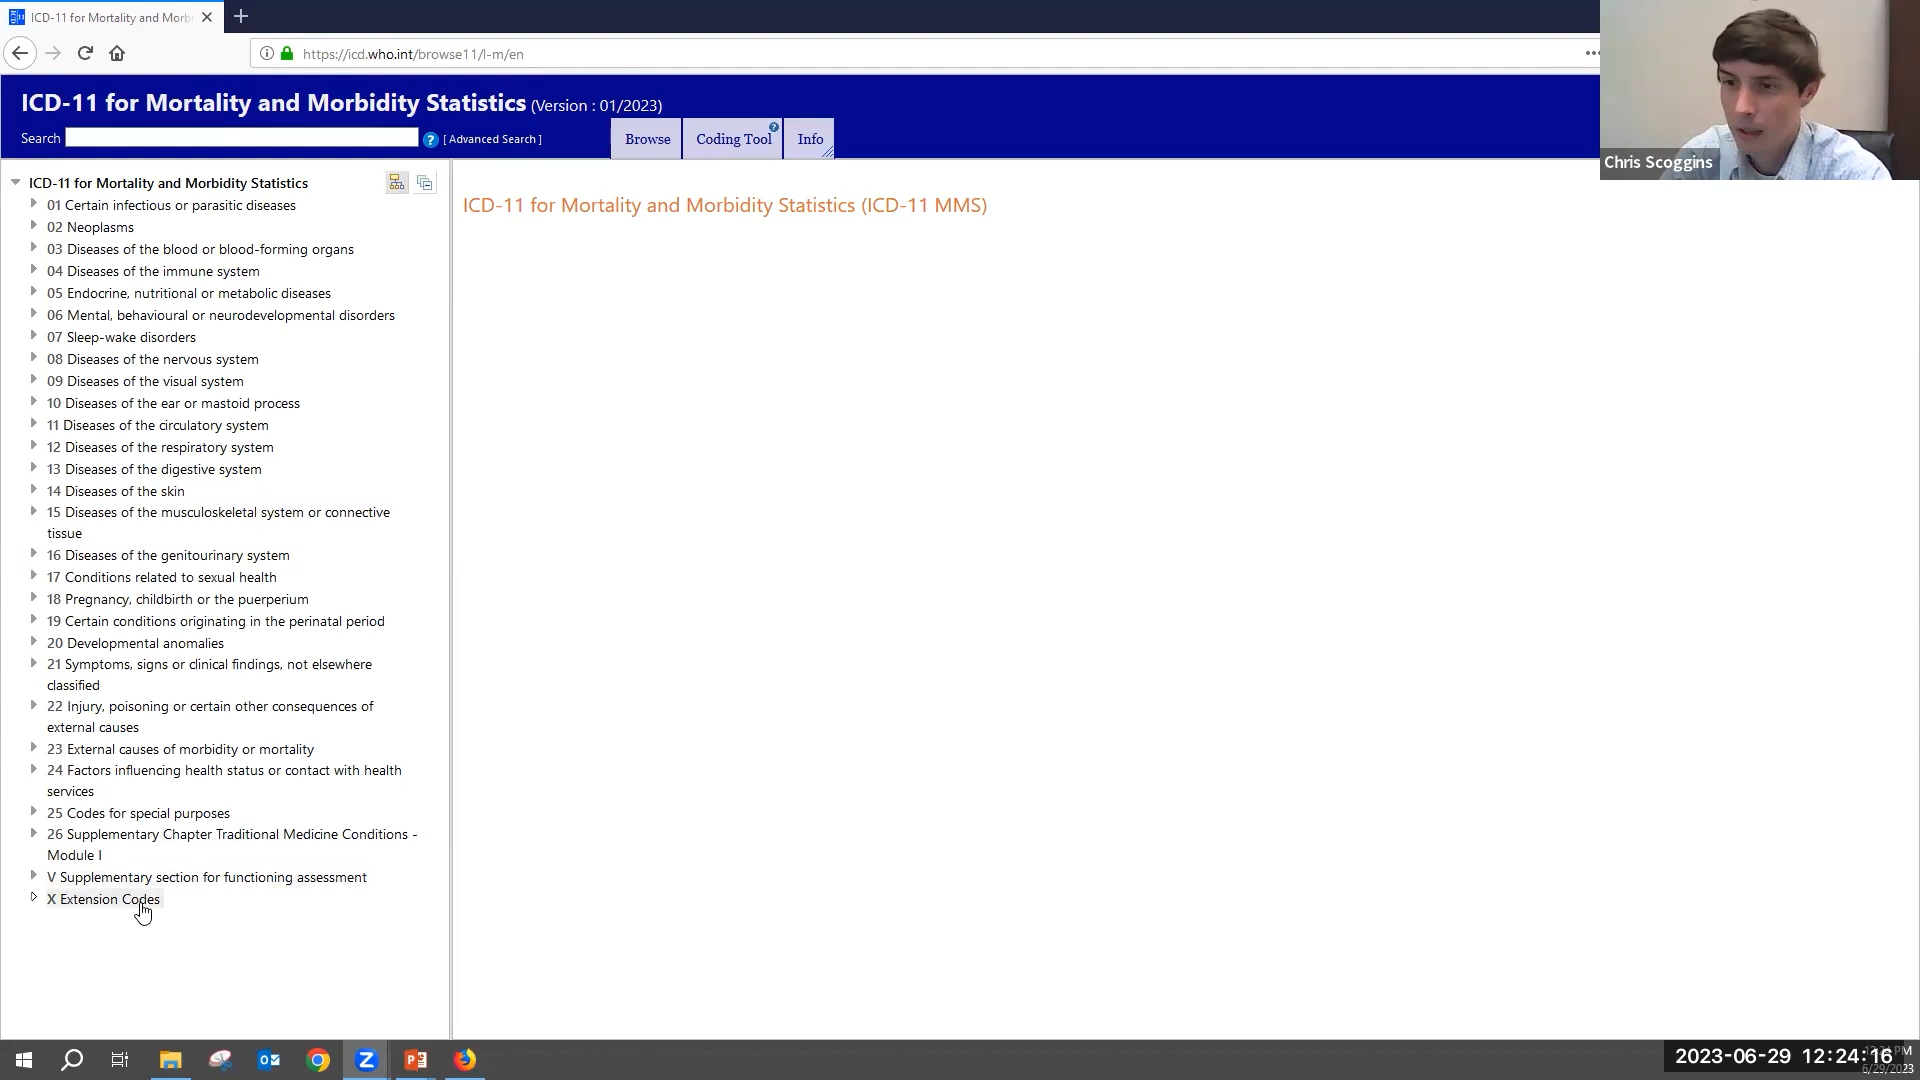 ICD-11 for Mortality and Morbi
https://icd.who.int/browse11/l-m/en
ICD-11 for Mortality and Morbidity Statistics (Version : 01/2023)
Search
? [ Advanced Search ]
Browse
Coding Tool ?
Info
Chris Scoggins
ICD-11 for Mortality and Morbidity Statistics
01 Certain infectious or parasitic diseases
02 Neoplasms
03 Diseases of the blood or blood-forming organs
04 Diseases of the immune system
05 Endocrine, nutritional or metabolic diseases
06 Mental, behavioural or neurodevelopmental disorders
07 Sleep-wake disorders
08 Diseases of the nervous system
09 Diseases of the visual system
10 Diseases of the ear or mastoid process
11 Diseases of the circulatory system
12 Diseases of the respiratory system
13 Diseases of the digestive system
14 Diseases of the skin
15 Diseases of the musculoskeletal system or connective
tissue
16 Diseases of the genitourinary system
17 Conditions related to sexual health
18 Pregnancy, childbirth or the puerperium
19 Certain conditions originating in the perinatal period
20 Developmental anomalies
21 Symptoms, signs or clinical findings, not elsewhere
classified
22 Injury, poisoning or certain other consequences of
external causes
23 External causes of morbidity or mortality
24 Factors influencing health status or contact with health
services
25 Codes for special purposes
26 Supplementary Chapter Traditional Medicine Conditions -
Module I
V Supplementary section for functioning assessment
X Extension Codes
ICD-11 for Mortality and Morbidity Statistics (ICD-11 MMS)
2023-06-29 12:24:16
6/29/2023